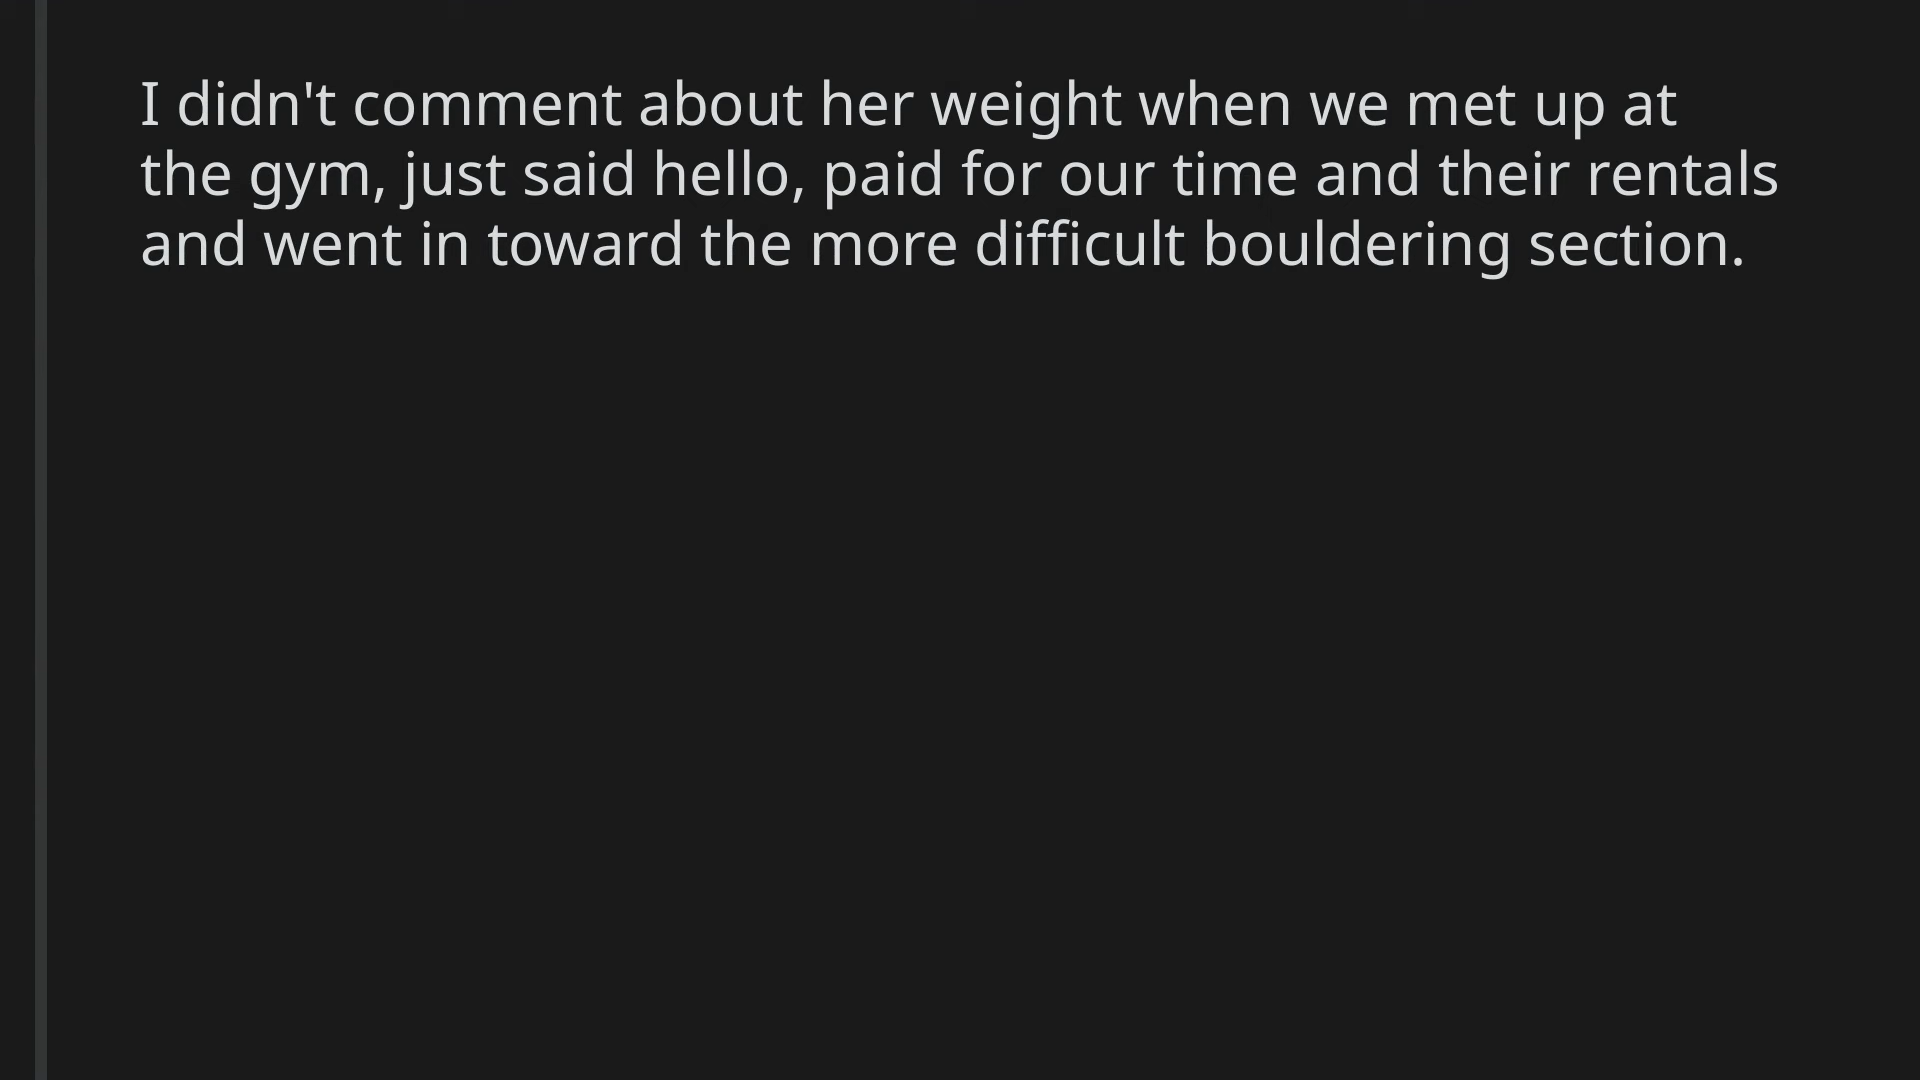 I didn't comment about her weight when we met up at
the gym, just said hello, paid for our time and their rentals
and went in toward the more difficult bouldering section.